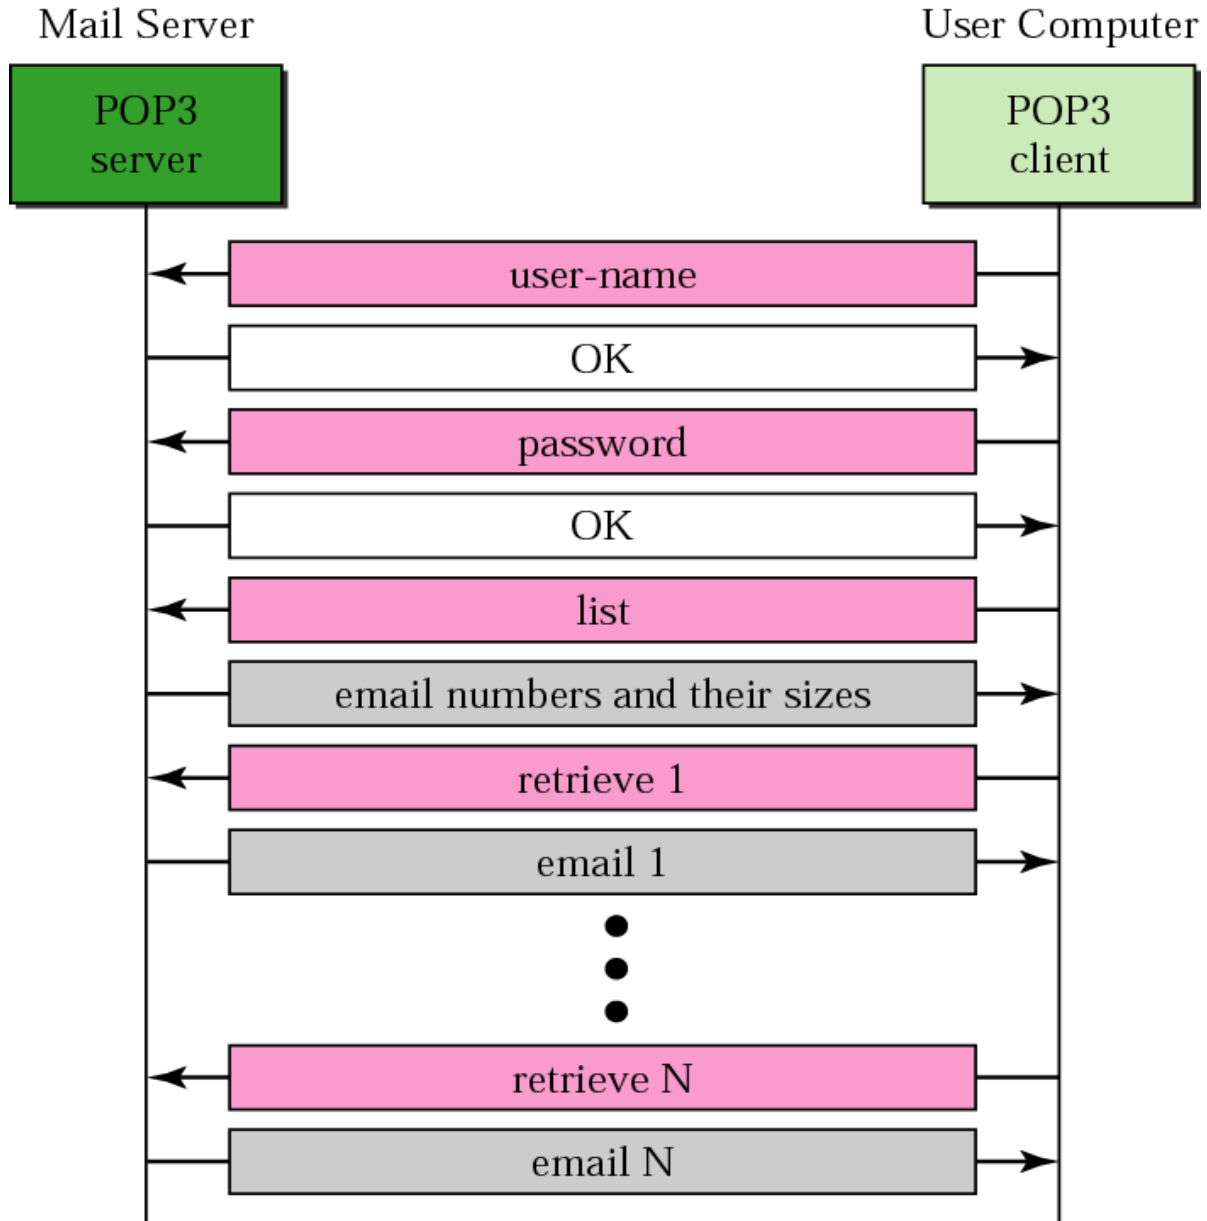 Mail Server
User Computer
POP3
server
POP3
client
user-name
OK
password
OK
list
email numbers and their sizes
retrieve 1
email 1
retrieve N
email N